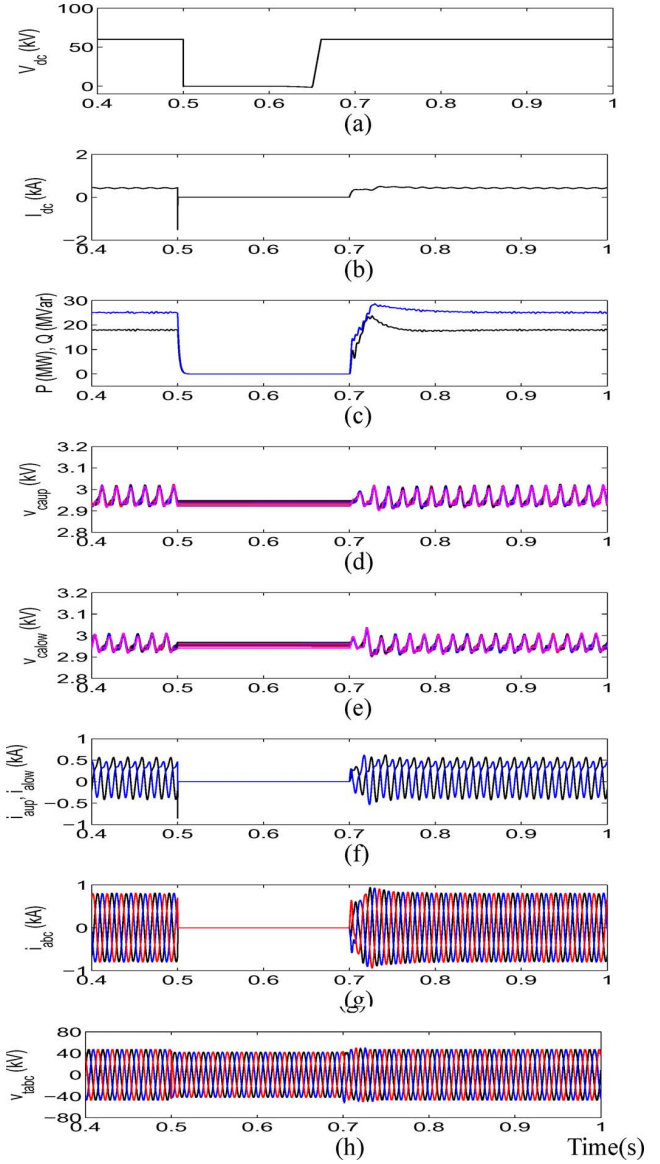 100
50
0
V_dc (kV)
0.4 0.5 0.6 0.7 0.8 0.9 1
(a)
2
0
−2
I_dc (kA)
0.4 0.5 0.6 0.7 0.8 0.9 1
(b)
30
20
10
0
P (MW), Q (MVar)
0.4 0.5 0.6 0.7 0.8 0.9 1
(c)
3.2
3.1
3
2.9
2.8
v_caup (kV)
0.4 0.5 0.6 0.7 0.8 0.9 1
(d)
3.2
3.1
3
2.9
2.8
v_calow (kV)
0.4 0.5 0.6 0.7 0.8 0.9 1
(e)
1
0.5
0
−0.5
−1
i_aup, i_alow (kA)
0.4 0.5 0.6 0.7 0.8 0.9 1
(f)
1
0
−1
i_abc (kA)
0.4 0.5 0.6 0.7 0.8 0.9 1
(g)
80
40
0
−40
−80
v_tabc (kV)
0.4 0.5 0.6 0.7 0.8 0.9 1
(h) Time(s)